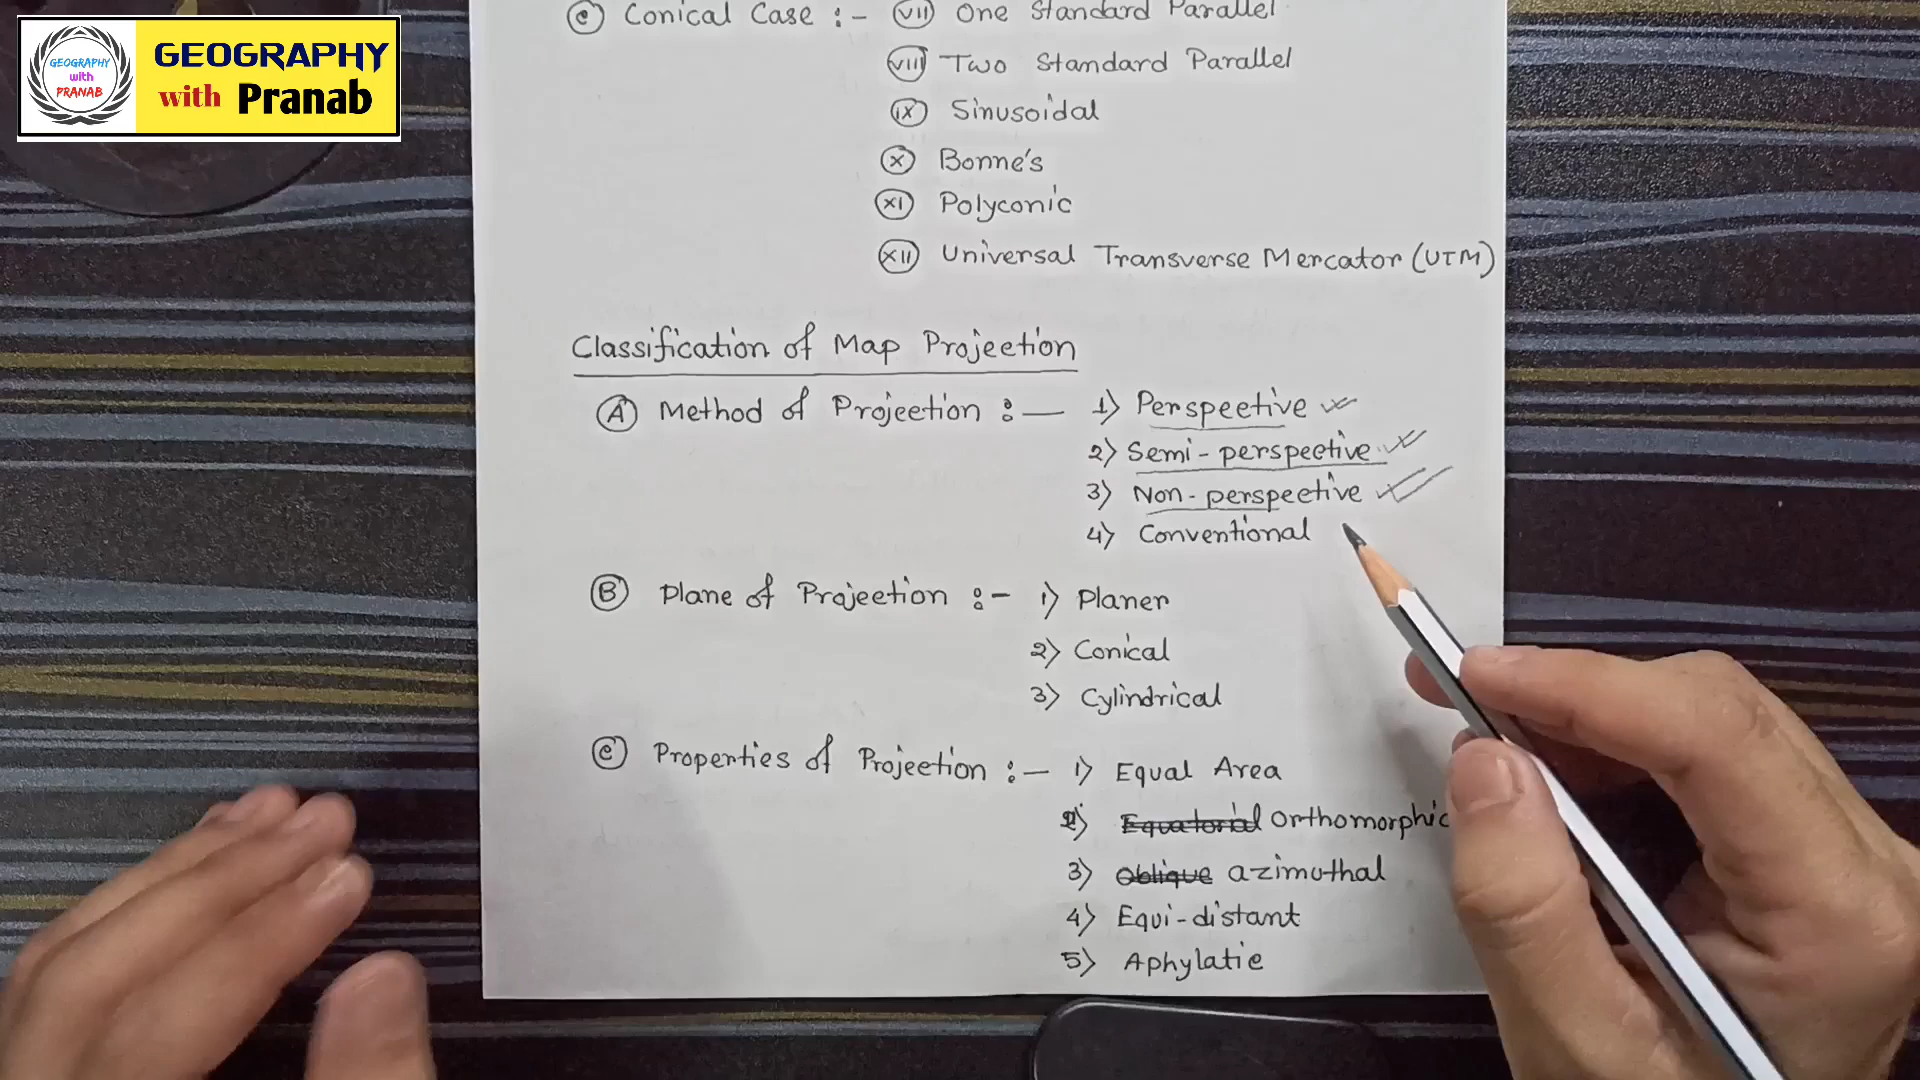 GEOGRAPHY
with
PRANAB
GEOGRAPHY
with Pranab
C Conical Case :- VII One Standard Parallel
VIII Two Standard Parallel
IX Sinusoidal
X Bonne's
XI Polyconic
XII Universal Transverse Mercator (UTM)
Classification of Map Projection
A Method of Projection :— 1) Perspective
2) Semi-perspective
3) Non-perspective
4) Conventional
B Plane of Projection :- 1) Planer
2) Conical
3) Cylindrical
C Properties of Projection :— 1) Equal Area
2) Equatorial Orthomorphic
3) Oblique azimuthal
4) Equi-distant
5) Aphylatic